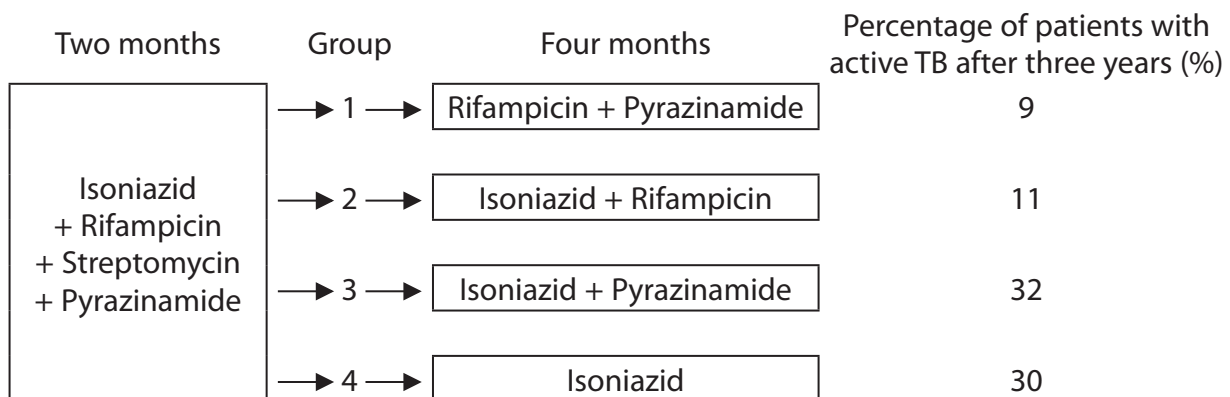 Two months
Group
Four months
Percentage of patients with
active TB after three years (%)
Isoniazid
+ Rifampicin
+ Streptomycin
+ Pyrazinamide
1
Rifampicin + Pyrazinamide
9
2
Isoniazid + Rifampicin
11
3
Isoniazid + Pyrazinamide
32
4
Isoniazid
30